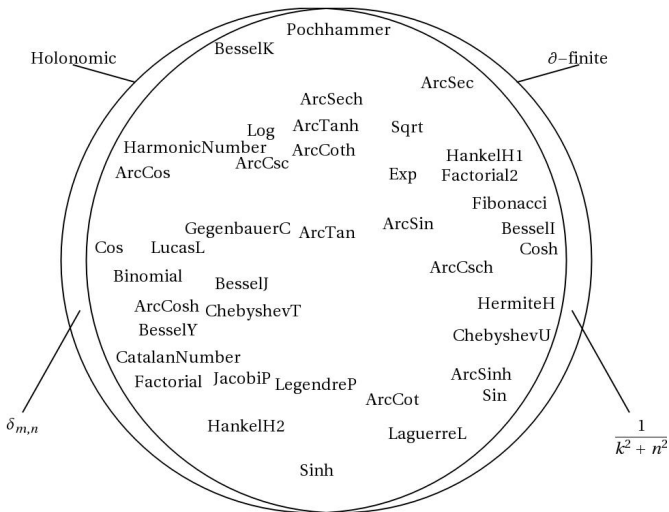 Pochhammer
BesselK
Holonomic
∂−finite
ArcSec
ArcSech
Log
ArcTanh
Sqrt
HarmonicNumber
ArcCoth
HankelH1
ArcCsc
ArcCos
Exp
Factorial2
Fibonacci
GegenbauerC
ArcTan
ArcSin
BesselI
Cos
LucasL
Cosh
ArcCsch
Binomial
BesselJ
ArcCosh
ChebyshevT
HermiteH
BesselY
ChebyshevU
CatalanNumber
Factorial
JacobiP
LegendreP
ArcSinh
ArcCot
Sin
δm,n
HankelH2
LaguerreL
1
k² + n²
Sinh